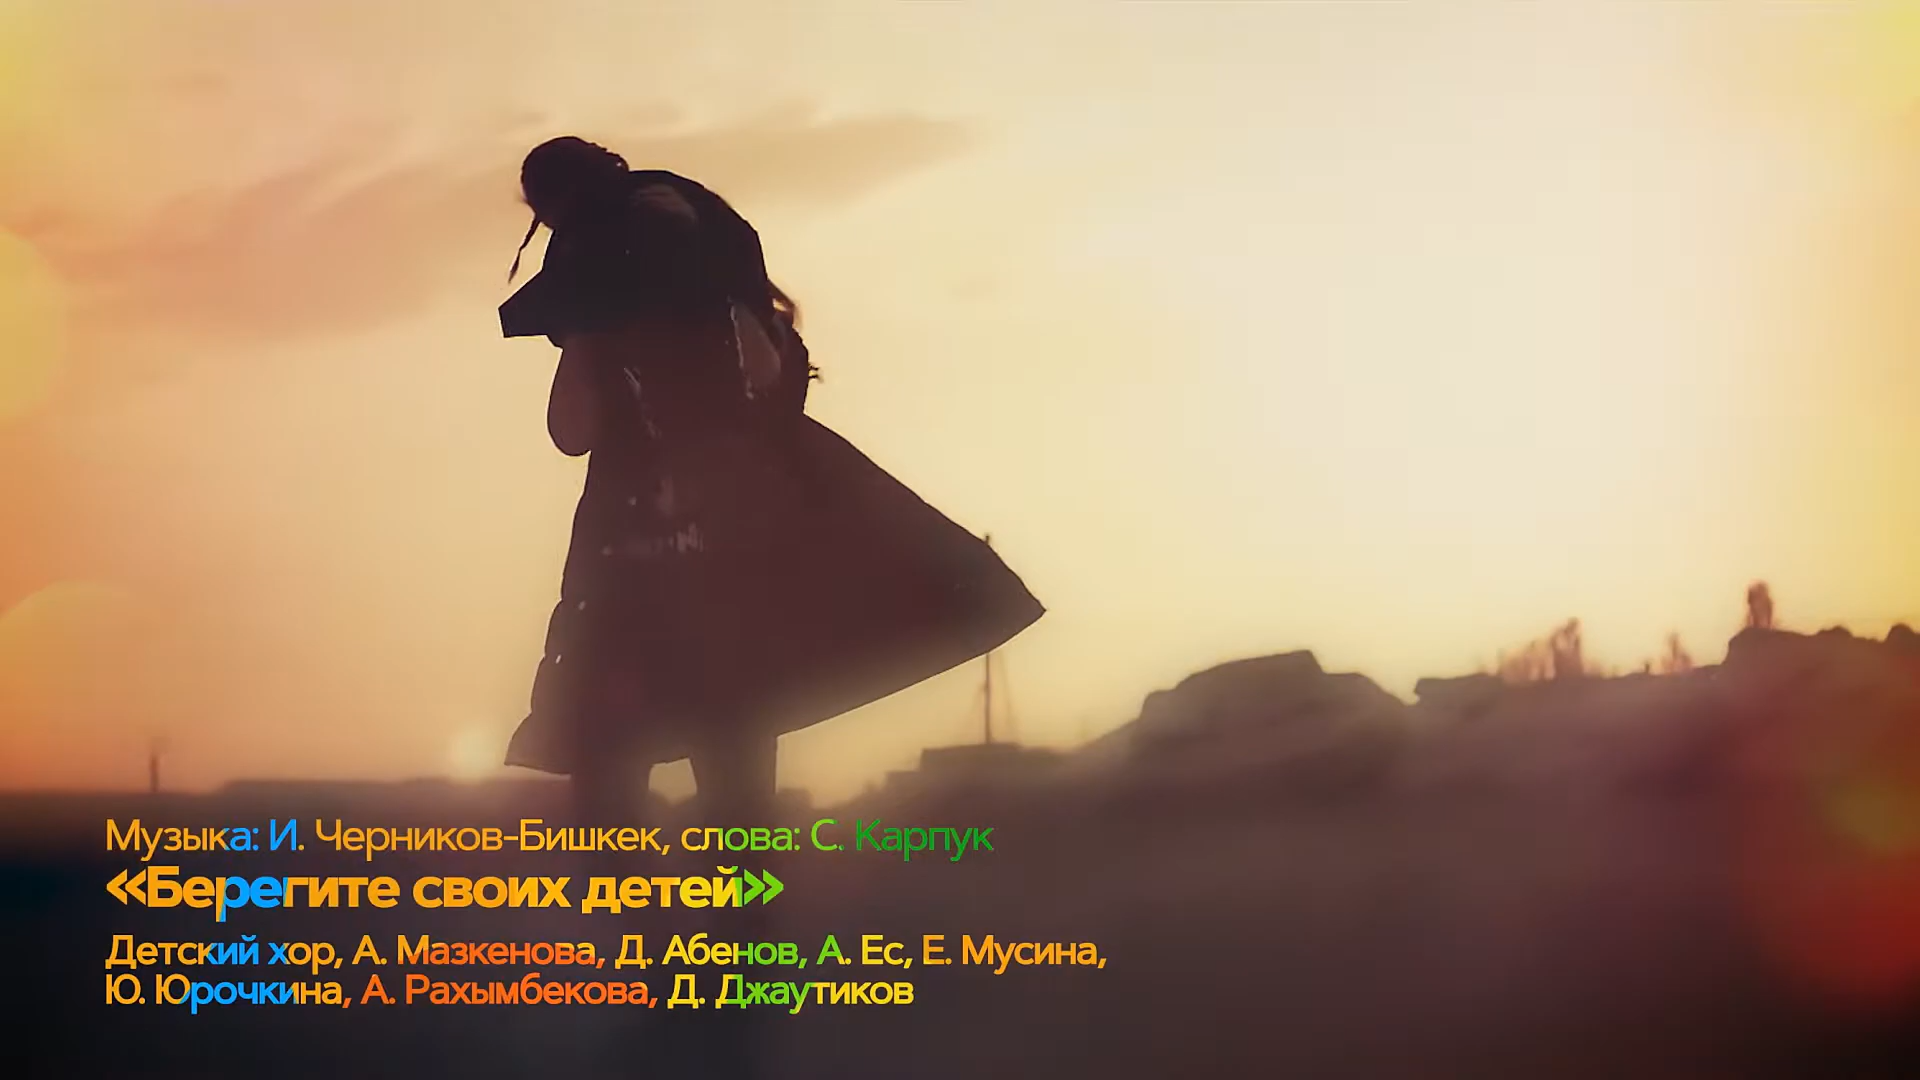 Музыка: И. Черников-Бишкек, слова: С. Карпук
«Берегите своих детей»
Детский хор, А. Мазкенова, Д. Абенов, А. Ес, Е. Мусина,
Ю. Юрочкина, А. Рахымбекова, Д. Джаутиков